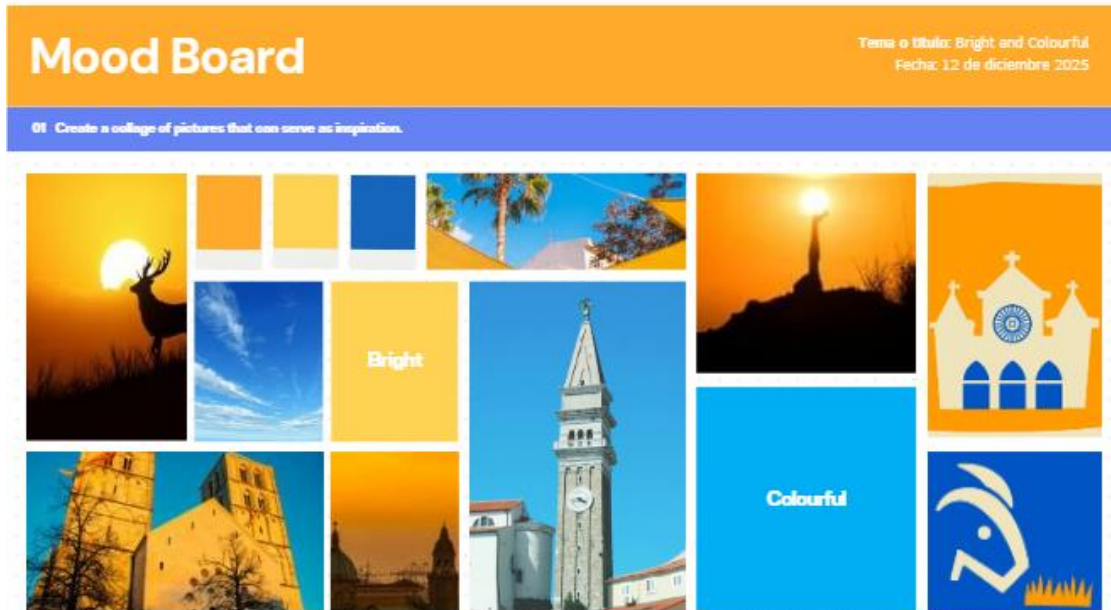 Mood Board
Tema o título: Bright and Colourful
Fecha: 12 de diciembre 2025
01 Create a collage of pictures that can serve as inspiration.
Bright
Colourful